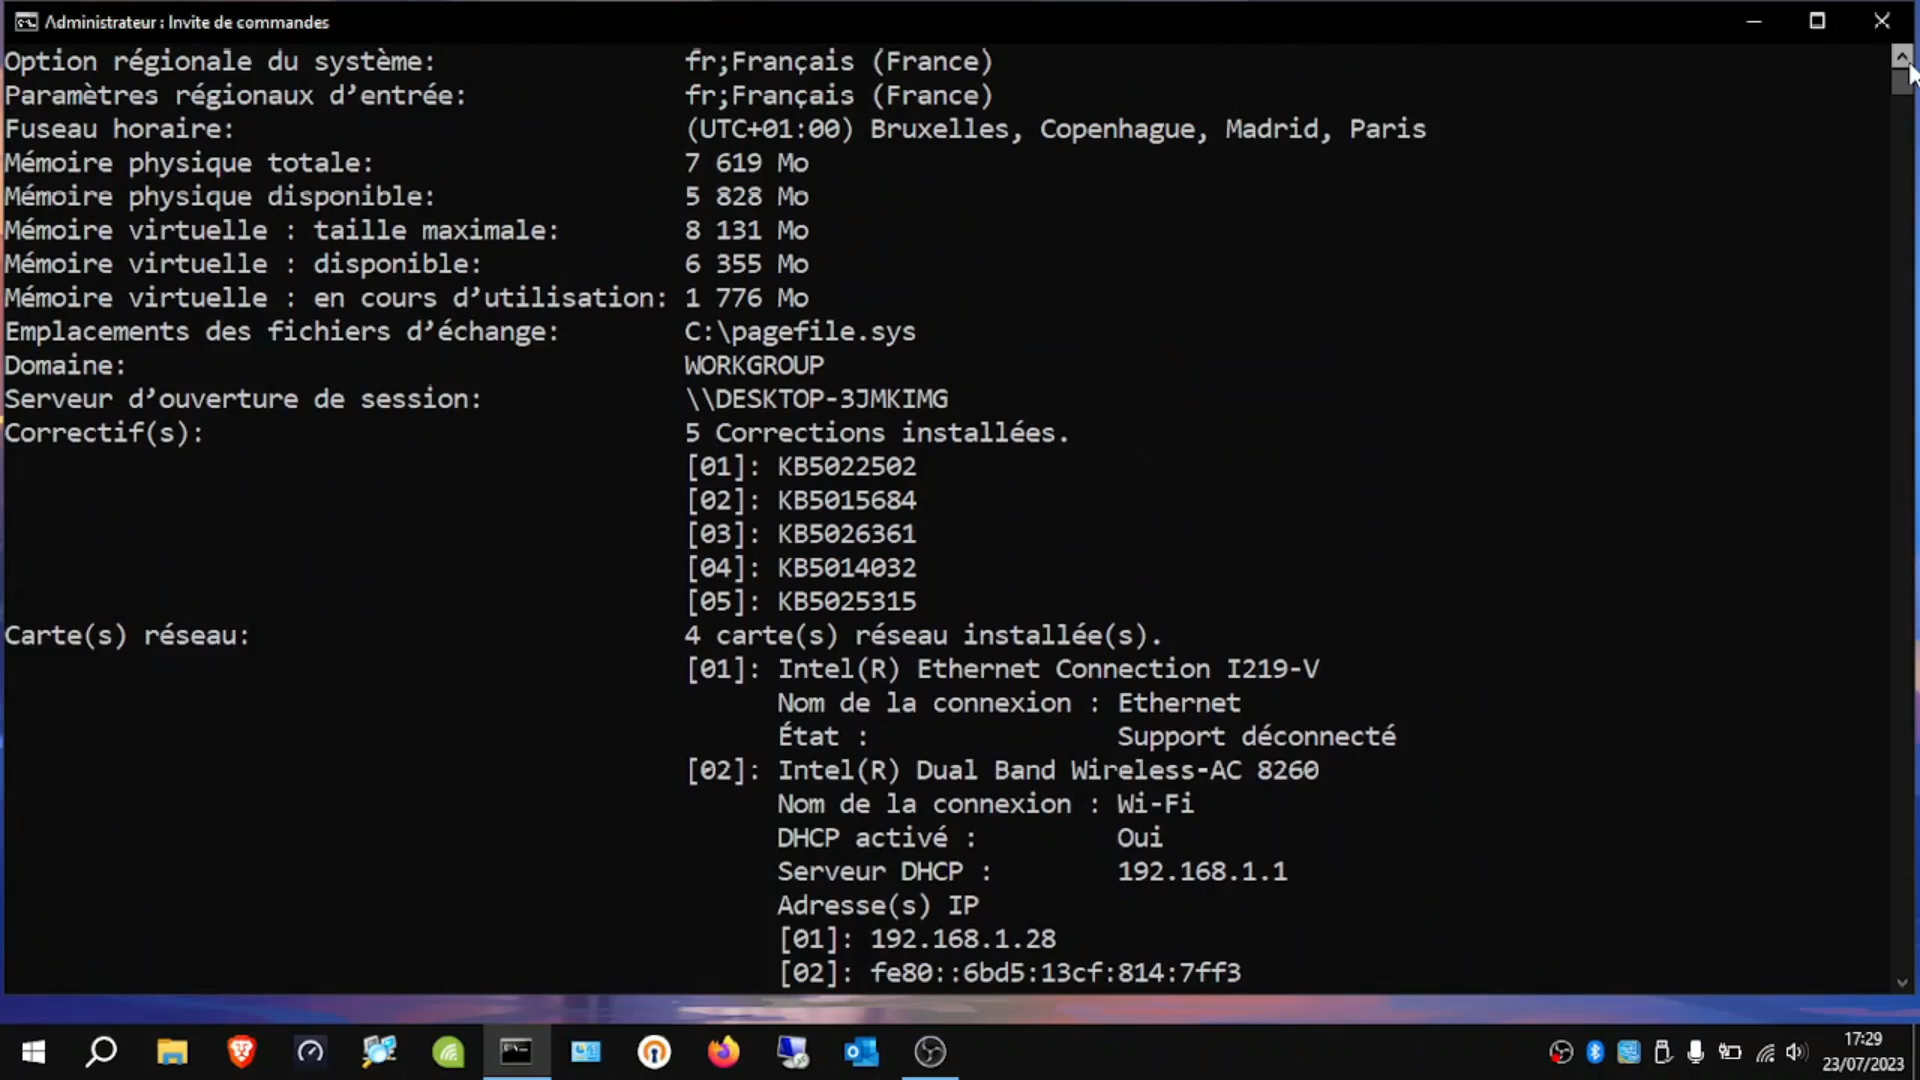 Administrateur : Invite de commandes
Option régionale du système: fr;Français (France)
Paramètres régionaux d’entrée: fr;Français (France)
Fuseau horaire: (UTC+01:00) Bruxelles, Copenhague, Madrid, Paris
Mémoire physique totale: 7 619 Mo
Mémoire physique disponible: 5 828 Mo
Mémoire virtuelle : taille maximale: 8 131 Mo
Mémoire virtuelle : disponible: 6 355 Mo
Mémoire virtuelle : en cours d’utilisation: 1 776 Mo
Emplacements des fichiers d’échange: C:\pagefile.sys
Domaine: WORKGROUP
Serveur d’ouverture de session: \\DESKTOP-3JMKIMG
Correctif(s): 5 Corrections installées.
[01]: KB5022502
[02]: KB5015684
[03]: KB5026361
[04]: KB5014032
[05]: KB5025315
Carte(s) réseau: 4 carte(s) réseau installée(s).
[01]: Intel(R) Ethernet Connection I219-V
Nom de la connexion : Ethernet
État : Support déconnecté
[02]: Intel(R) Dual Band Wireless-AC 8260
Nom de la connexion : Wi-Fi
DHCP activé : Oui
Serveur DHCP : 192.168.1.1
Adresse(s) IP
[01]: 192.168.1.28
[02]: fe80::6bd5:13cf:814:7ff3
17:29
23/07/2023